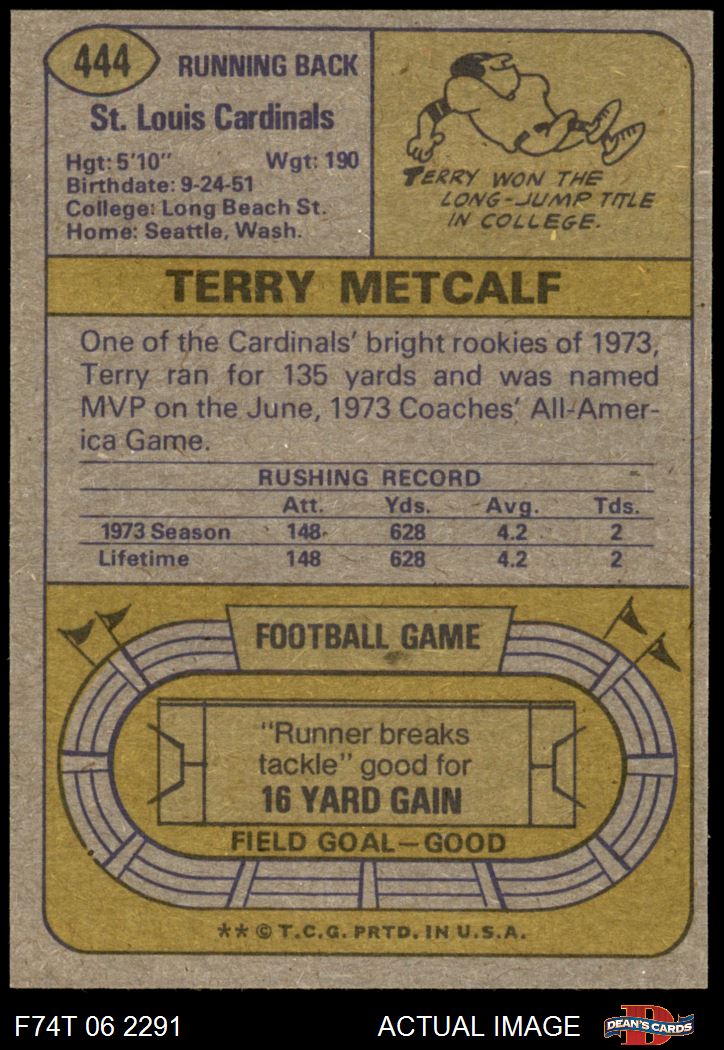 444
RUNNING BACK
St. Louis Cardinals
Hgt: 5'10" Wgt: 190
Birthdate: 9-24-51
College: Long Beach St.
Home: Seattle, Wash.
TERRY WON THE
LONG-JUMP TITLE
IN COLLEGE.
TERRY METCALF
One of the Cardinals' bright rookies of 1973,
Terry ran for 135 yards and was named
MVP on the June, 1973 Coaches' All-Amer-
ica Game.
RUSHING RECORD
Att. Yds. Avg. Tds.
1973 Season 148 628 4.2 2
Lifetime 148 628 4.2 2
FOOTBALL GAME
"Runner breaks
tackle" good for
16 YARD GAIN
FIELD GOAL—GOOD
** © T.C.G. PRTD. IN U.S.A.
F74T 06 2291 ACTUAL IMAGE D DEAN'S CARDS